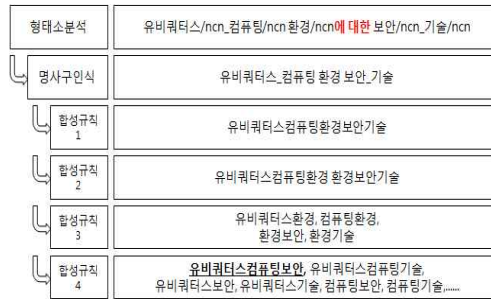 형태소분석
유비쿼터스/ncn_컴퓨팅/ncn 환경/ncn에 대한 보안/ncn_기술/ncn
명사구인식
유비쿼터스_컴퓨팅 환경 보안_기술
합성규칙
1
유비쿼터스컴퓨팅환경보안기술
합성규칙
2
유비쿼터스컴퓨팅환경 환경보안기술
합성규칙
3
유비쿼터스환경, 컴퓨팅환경,
환경보안, 환경기술
합성규칙
4
유비쿼터스컴퓨팅보안, 유비쿼터스컴퓨팅기술,
유비쿼터스보안, 유비쿼터스기술, 컴퓨팅보안, 컴퓨팅기술,......